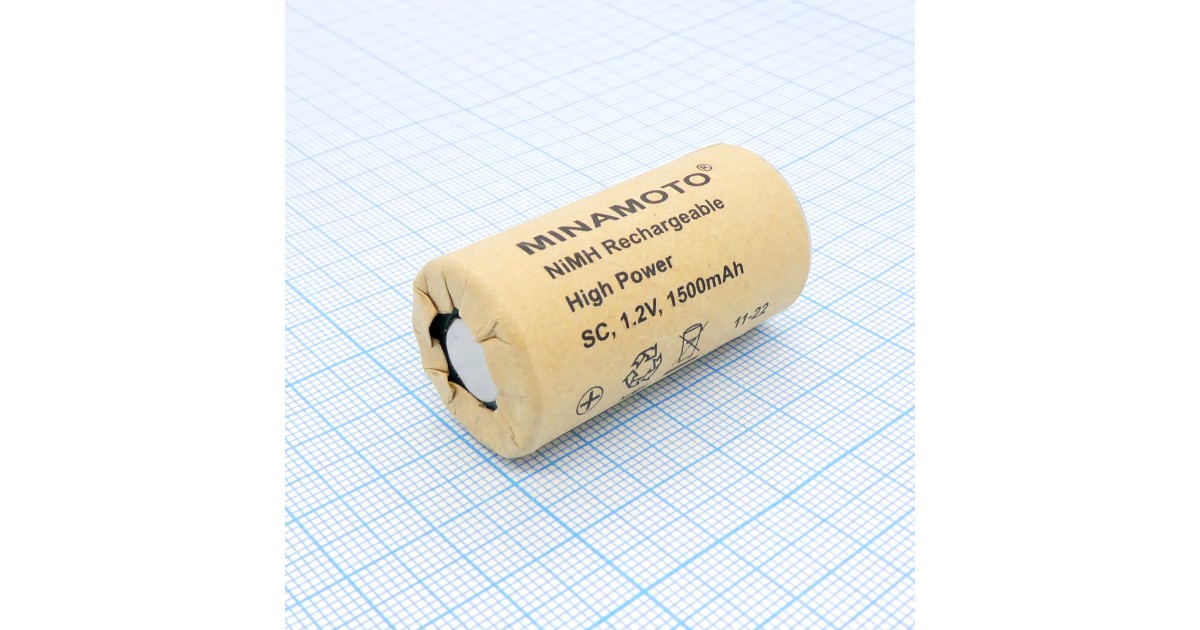 MINAMOTO®
NiMH Rechargeable
High Power
SC, 1.2V, 1500mAh
11-22